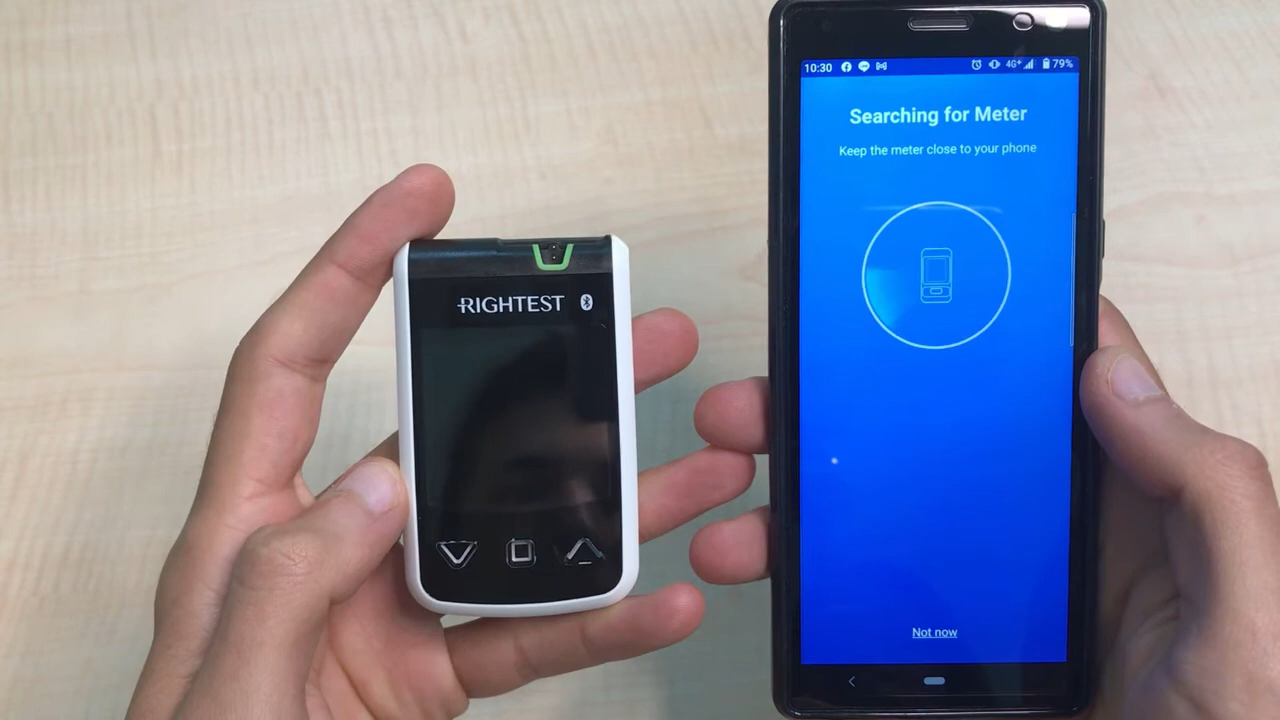 RIGHTEST
10:30 4G+ 79%
Searching for Meter
Keep the meter close to your phone
Not now